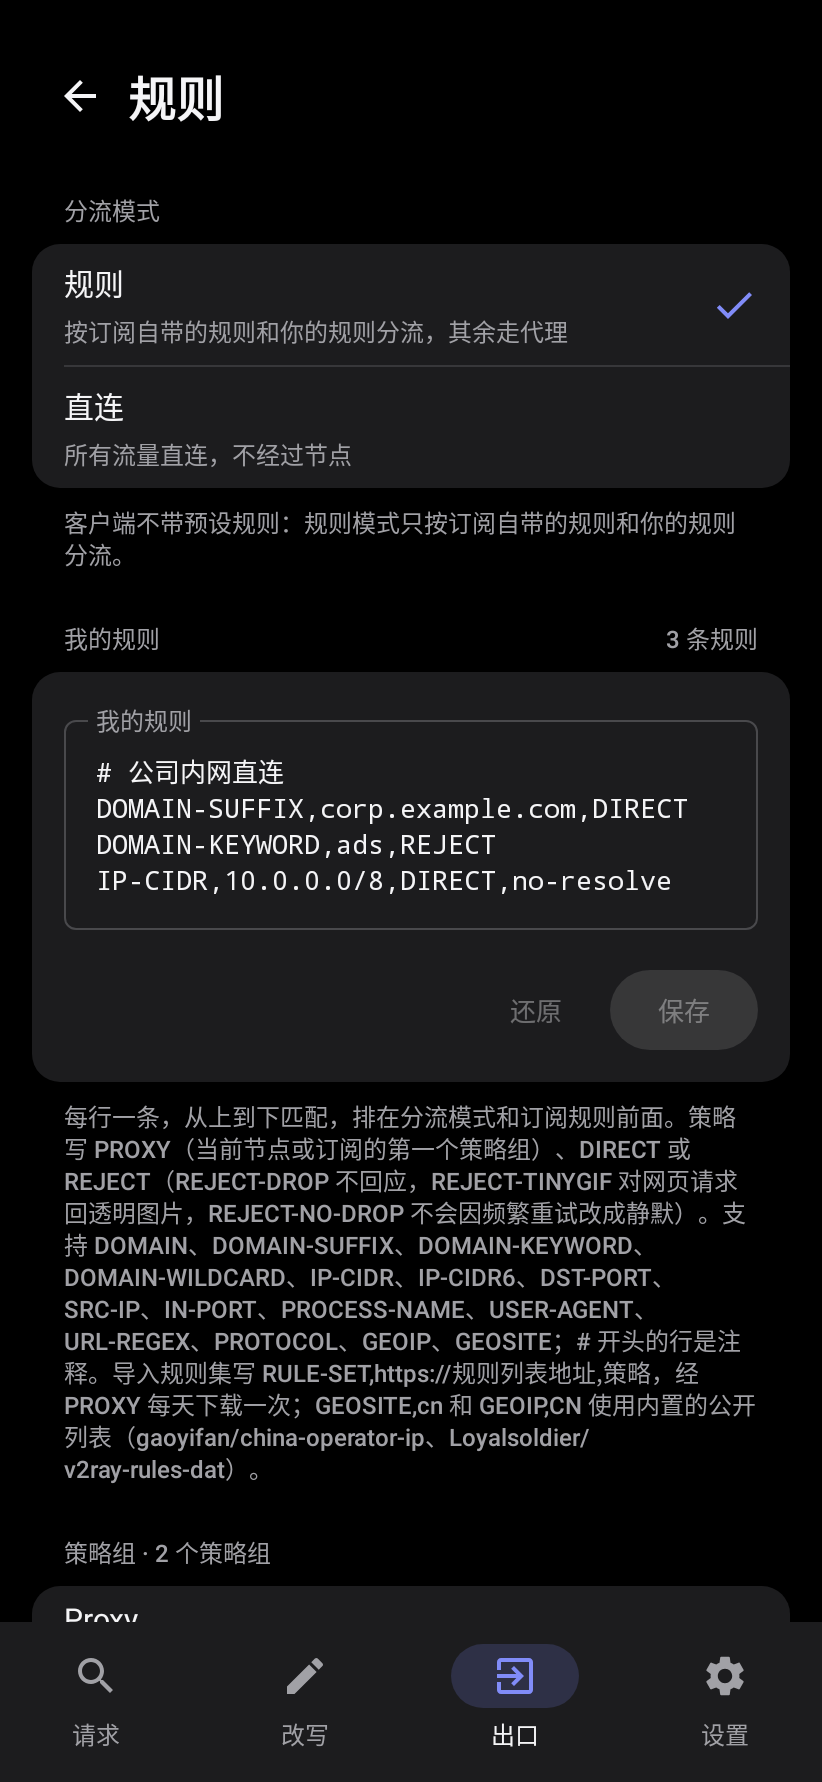 规则
分流模式
规则
按订阅自带的规则和你的规则分流，其余走代理
直连
所有流量直连，不经过节点
客户端不带预设规则：规则模式只按订阅自带的规则和你的规则
分流。
我的规则
3 条规则
我的规则
# 公司内网直连
DOMAIN-SUFFIX,corp.example.com,DIRECT
DOMAIN-KEYWORD,ads,REJECT
IP-CIDR,10.0.0.0/8,DIRECT,no-resolve
还原
保存
每行一条，从上到下匹配，排在分流模式和订阅规则前面。策略
写 PROXY（当前节点或订阅的第一个策略组）、DIRECT 或
REJECT（REJECT-DROP 不回应，REJECT-TINYGIF 对网页请求
回透明图片，REJECT-NO-DROP 不会因频繁重试改成静默）。支
持 DOMAIN、DOMAIN-SUFFIX、DOMAIN-KEYWORD、
DOMAIN-WILDCARD、IP-CIDR、IP-CIDR6、DST-PORT、
SRC-IP、IN-PORT、PROCESS-NAME、USER-AGENT、
URL-REGEX、PROTOCOL、GEOIP、GEOSITE；# 开头的行是注
释。导入规则集写 RULE-SET,https://规则列表地址,策略，经
PROXY 每天下载一次；GEOSITE,cn 和 GEOIP,CN 使用内置的公开
列表（gaoyifan/china-operator-ip、Loyalsoldier/
v2ray-rules-dat）。
策略组 · 2 个策略组
Proxy
请求
改写
出口
设置